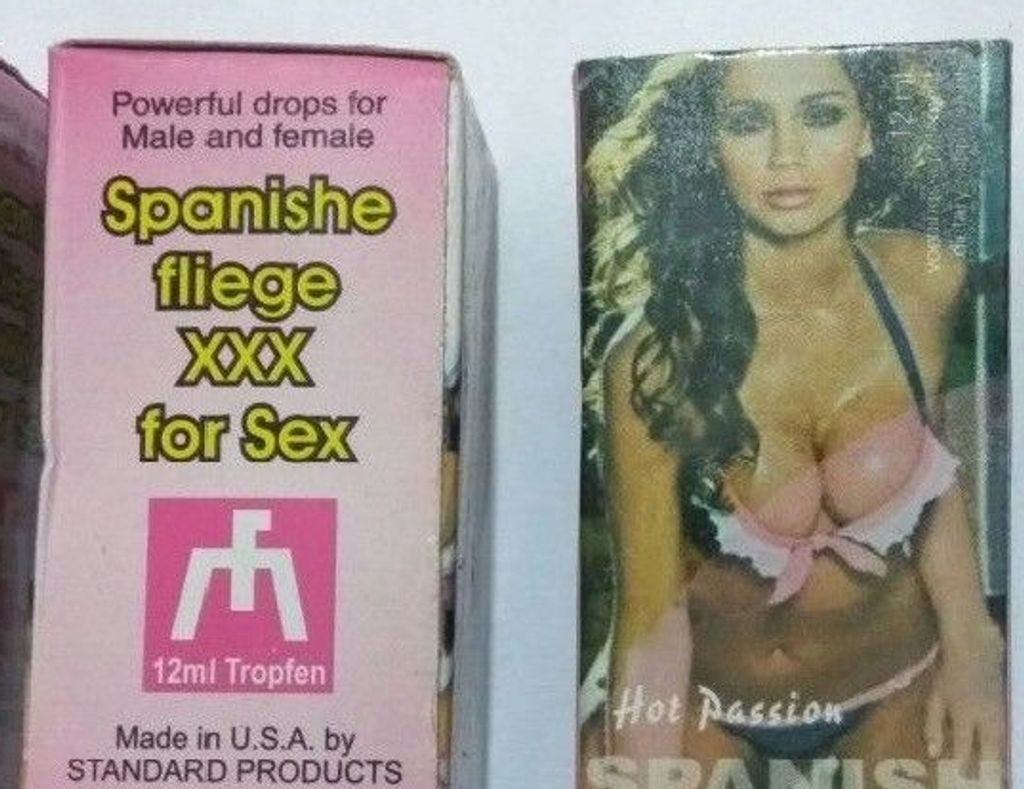 Powerful drops for
Male and female
Spanishe
fliege
XXX
for Sex
12ml Tropfen
Made in U.S.A. by
STANDARD PRODUCTS
Hot Passion
SPANISH